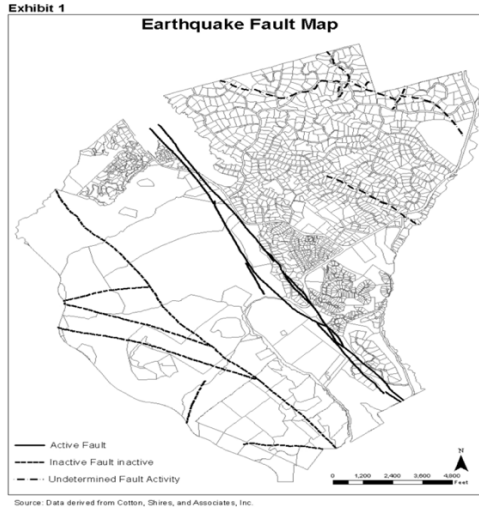 Exhibit 1
Earthquake Fault Map
Active Fault
Inactive Fault inactive
Undetermined Fault Activity
N
0 1,200 2,400 3,600 4,800
Feet
Source: Data derived from Cotton, Shires, and Associates, Inc.